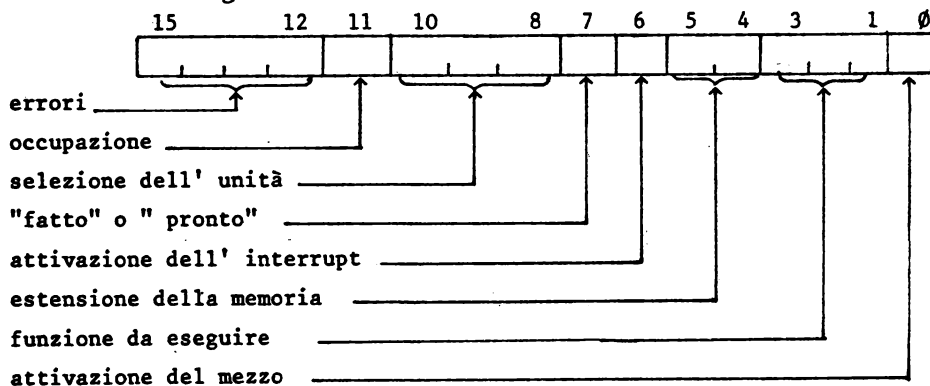 15 12 11 10 8 7 6 5 4 3 1 Ø
errori
occupazione
selezione dell' unità
"fatto" o " pronto"
attivazione dell' interrupt
estensione della memoria
funzione da eseguire
attivazione del mezzo